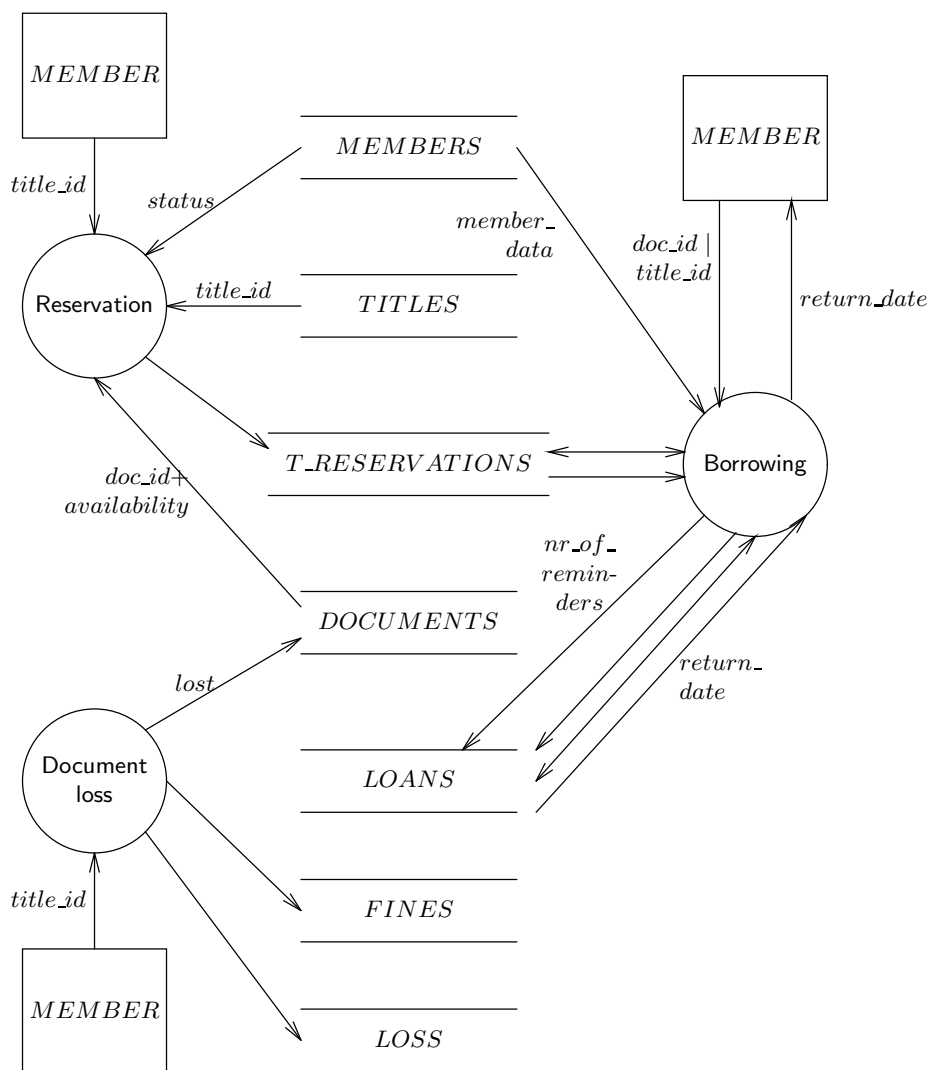 MEMBER
MEMBERS
MEMBER
title_id
status
member_
data
doc_id |
title_id
Reservation
title_id
TITLES
return_date
T_RESERVATIONS
Borrowing
doc_id+
availability
nr_of_
remin-
ders
DOCUMENTS
return_
date
lost
Document
loss
LOANS
title_id
FINES
MEMBER
LOSS